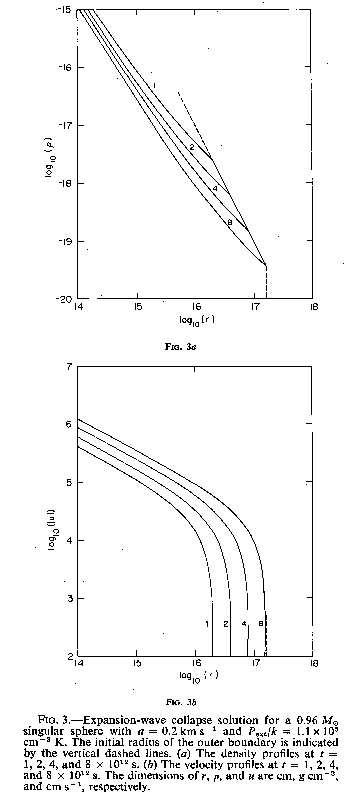 -15
-16
-17
-18
-19
-20
log10 (ρ)
1
2
4
8
14
15
16
17
18
log10 (r)
FIG. 3a
7
6
5
4
3
2
log10 (|u|)
1
2
4
8
14
15
16
17
18
log10 (r)
FIG. 3b
FIG. 3.—Expansion-wave collapse solution for a 0.96 M☉
singular sphere with a = 0.2 km s⁻¹ and Pext/k = 1.1 × 10⁵
cm⁻³ K. The initial radius of the outer boundary is indicated
by the vertical dashed lines. (a) The density profiles at t =
1, 2, 4, and 8 × 10¹² s. (b) The velocity profiles at t = 1, 2, 4,
and 8 × 10¹² s. The dimensions of r, ρ, and u are cm, g cm⁻³,
and cm s⁻¹, respectively.